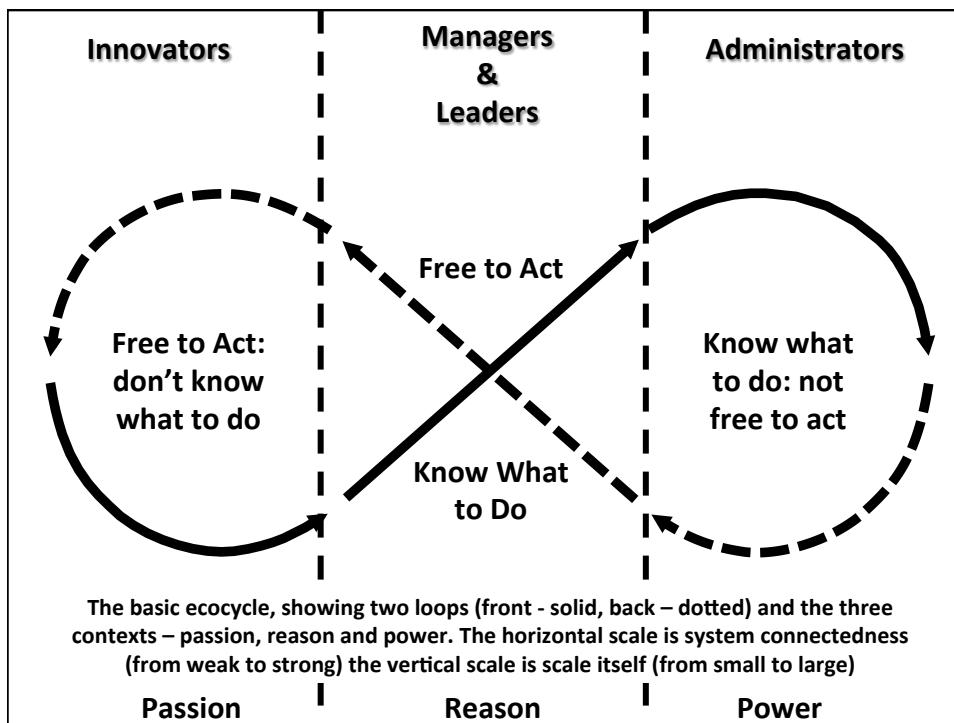 Innovators
Managers
&
Leaders
Administrators
Free to Act
Free to Act:
don’t know
what to do
Know what
to do: not
free to act
Know What
to Do
The basic ecocycle, showing two loops (front - solid, back – dotted) and the three
contexts – passion, reason and power. The horizontal scale is system connectedness
(from weak to strong) the vertical scale is scale itself (from small to large)
Passion
Reason
Power